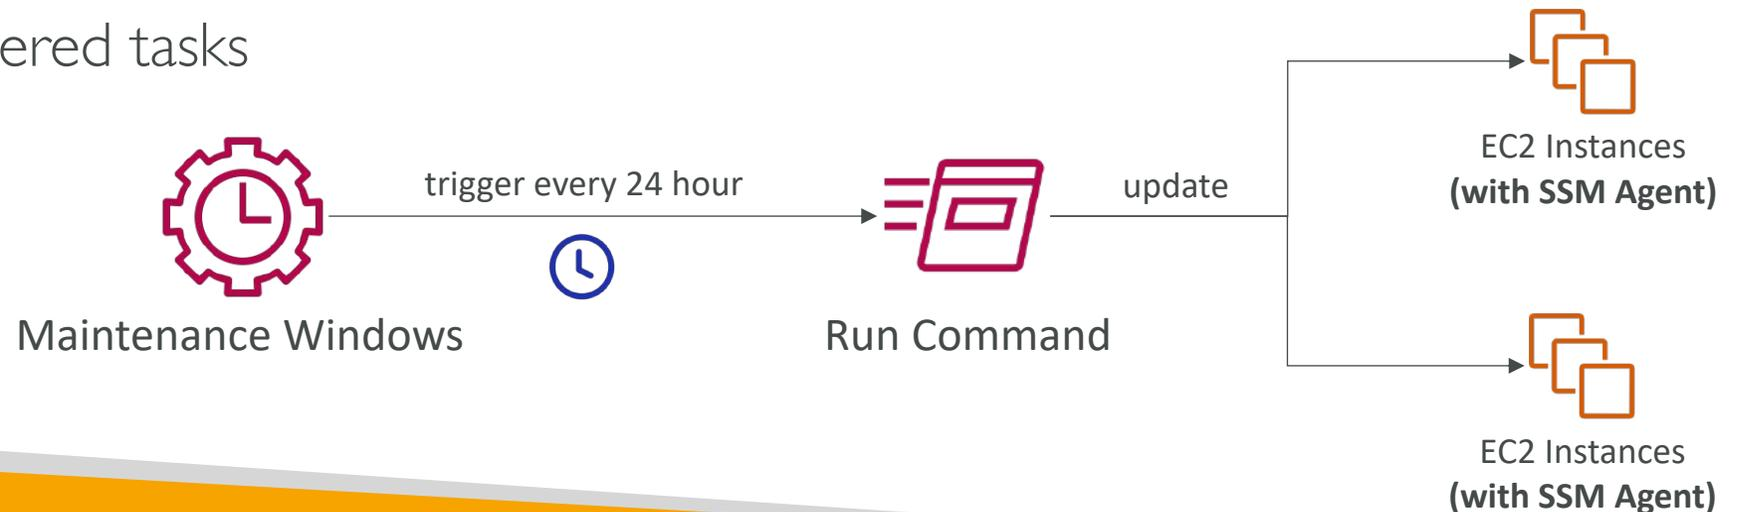 ered tasks
trigger every 24 hour
update
Maintenance Windows
Run Command
EC2 Instances
(with SSM Agent)
EC2 Instances
(with SSM Agent)